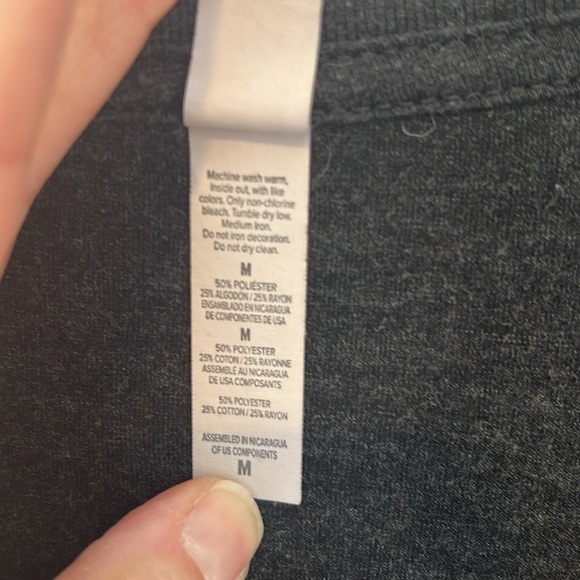 Machine wash warm,
inside out, with like
colors. Only non-chlorine
bleach. Tumble dry low.
Medium Iron.
Do not iron decoration.
Do not dry clean.
M
50% POLIÉSTER
25% ALGODÓN / 25% RAYON
ENSAMBLADO EN NICARAGUA
DE COMPONENTES DE USA
M
50% POLYESTER
25% COTON / 25% RAYONNE
ASSEMBLÉ AU NICARAGUA
DE USA COMPOSANTS
50% POLYESTER
25% COTTON / 25% RAYON
ASSEMBLED IN NICARAGUA
OF US COMPONENTS
M